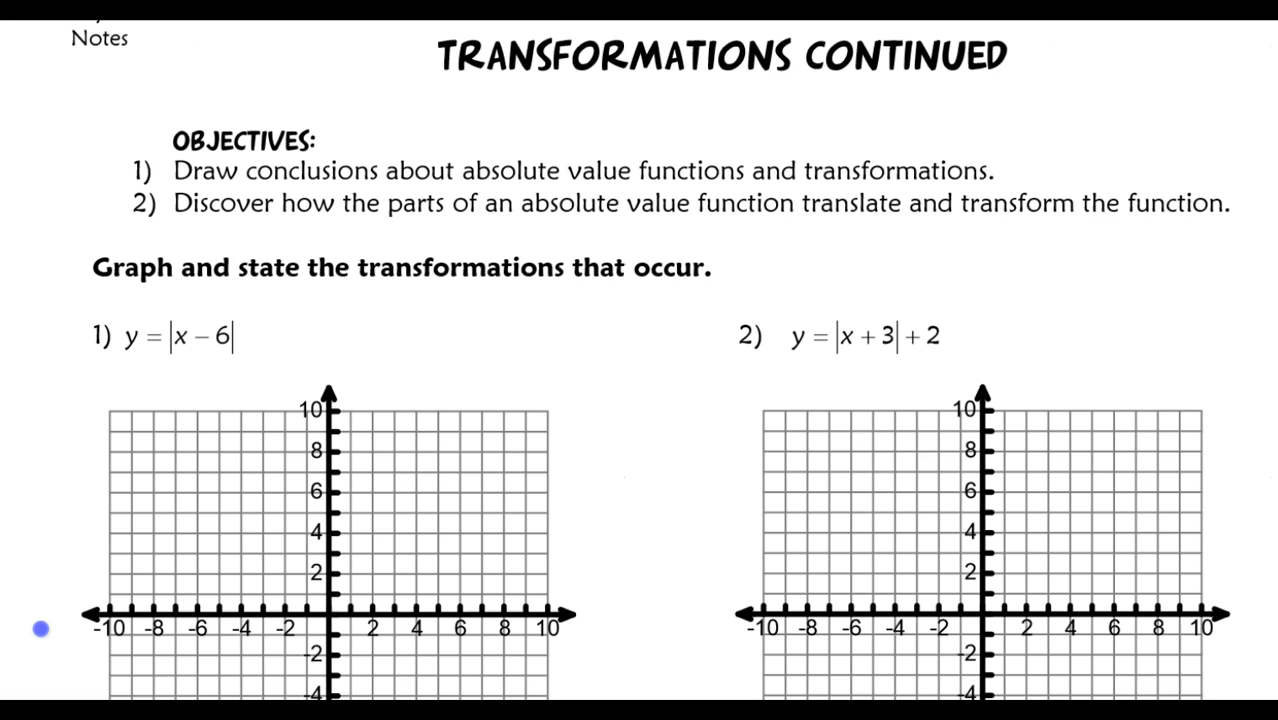 Notes
TRANSFORMATIONS CONTINUED
OBJECTIVES:
1) Draw conclusions about absolute value functions and transformations.
2) Discover how the parts of an absolute value function translate and transform the function.
Graph and state the transformations that occur.
1) y = |x − 6|
2) y = |x + 3| + 2
10
8
6
4
2
-10 -8 -6 -4 -2 2 4 6 8 10
-2
-4
10
8
6
4
2
-10 -8 -6 -4 -2 2 4 6 8 10
-2
-4